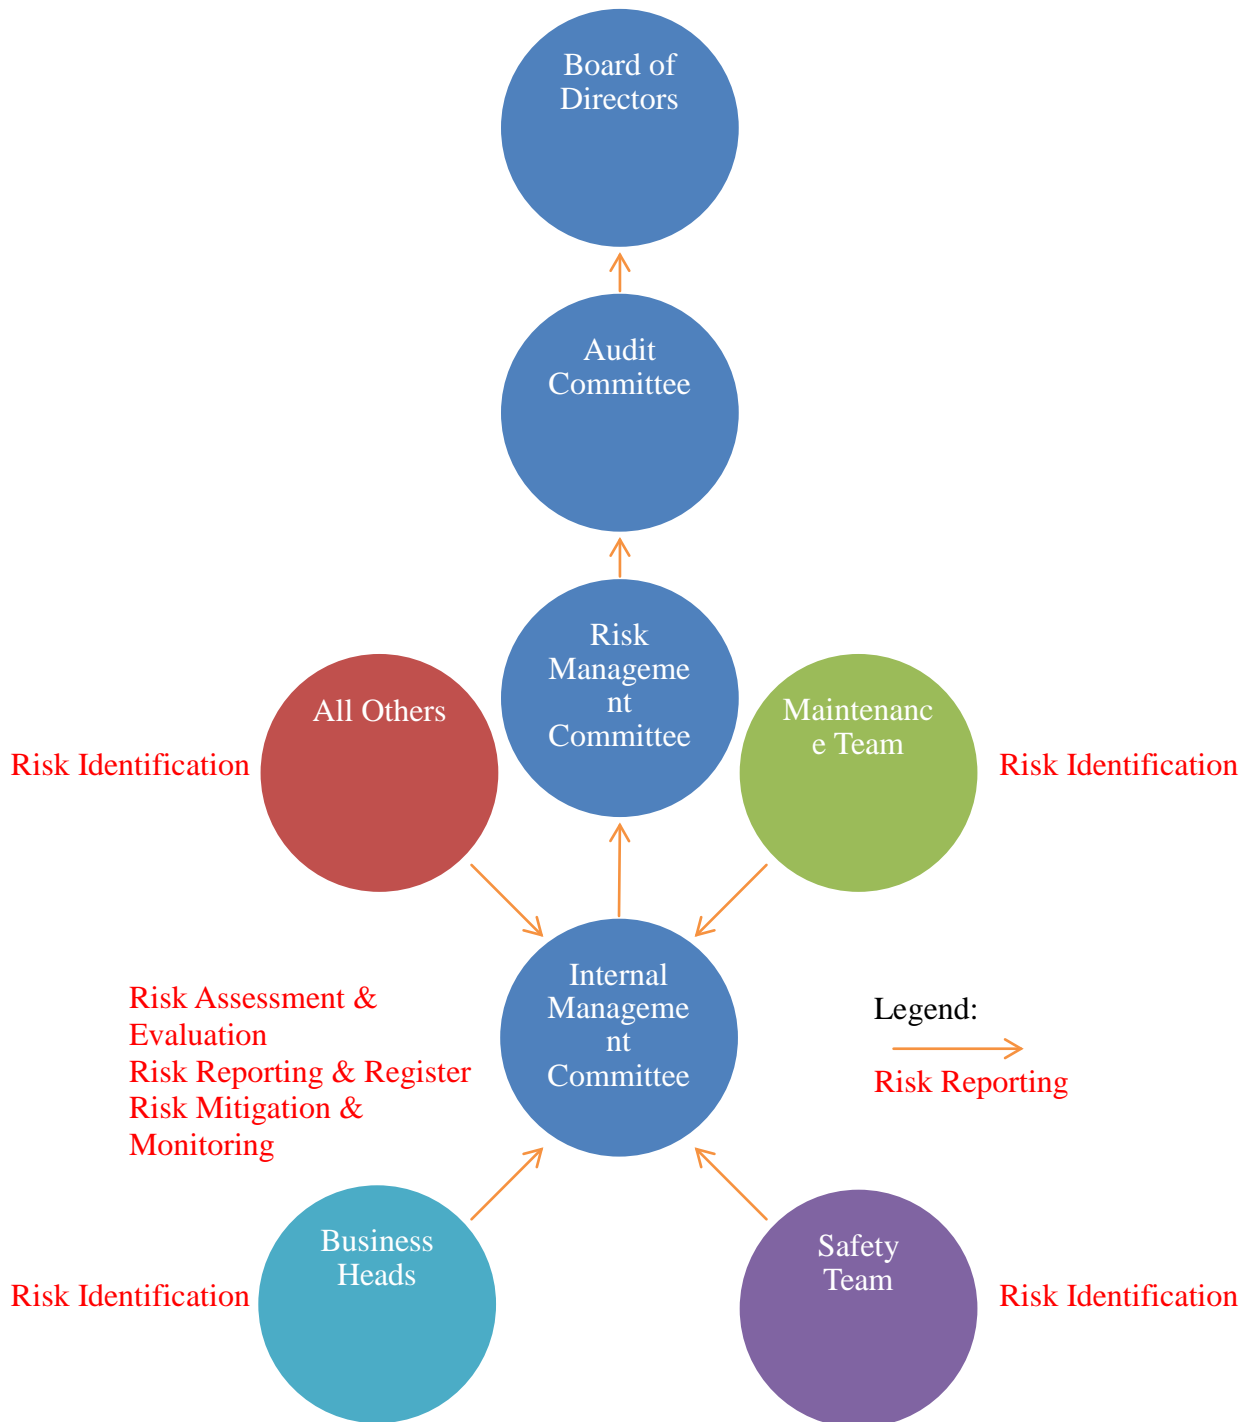 Board of
Directors
Audit
Committee
Risk
Manageme
nt
Committee
All Others
Maintenanc
e Team
Risk Identification
Risk Identification
Internal
Manageme
nt
Committee
Risk Assessment &
Evaluation
Risk Reporting & Register
Risk Mitigation &
Monitoring
Legend:
Risk Reporting
Business
Heads
Safety
Team
Risk Identification
Risk Identification